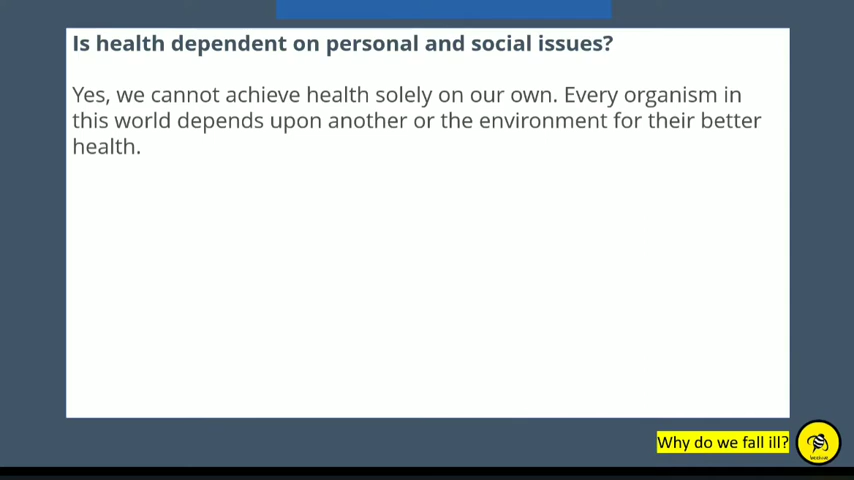 Is health dependent on personal and social issues?
Yes, we cannot achieve health solely on our own. Every organism in
this world depends upon another or the environment for their better
health.
Why do we fall ill?